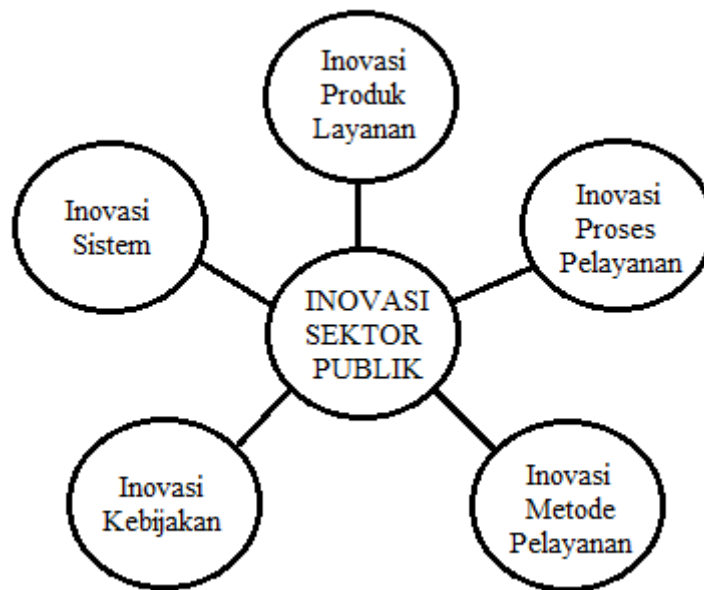 Inovasi
Produk
Layanan
Inovasi
Sistem
Inovasi
Proses
Pelayanan
INOVASI
SEKTOR
PUBLIK
Inovasi
Kebijakan
Inovasi
Metode
Pelayanan